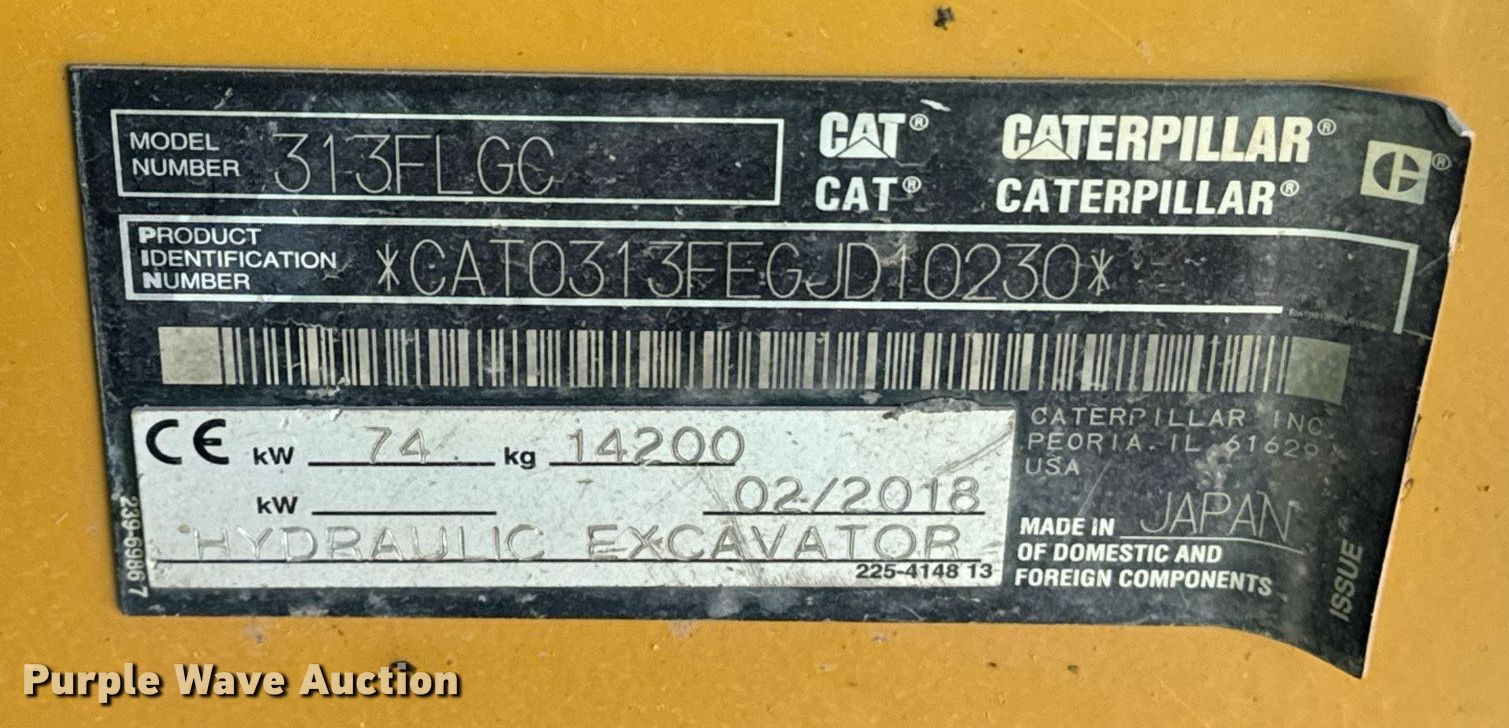 MODEL NUMBER 313FLGC
CAT® CATERPILLAR®
CAT® CATERPILLAR®
PRODUCT IDENTIFICATION NUMBER *CAT0313FEGJD10230*
CE kW 74 kg 14200
kW 02/2018
HYDRAULIC EXCAVATOR
225-4148 13
239-6986 7
CATERPILLAR INC.
PEORIA. IL 61629
USA
MADE IN JAPAN
OF DOMESTIC AND
FOREIGN COMPONENTS
ISSUE
Purple Wave Auction